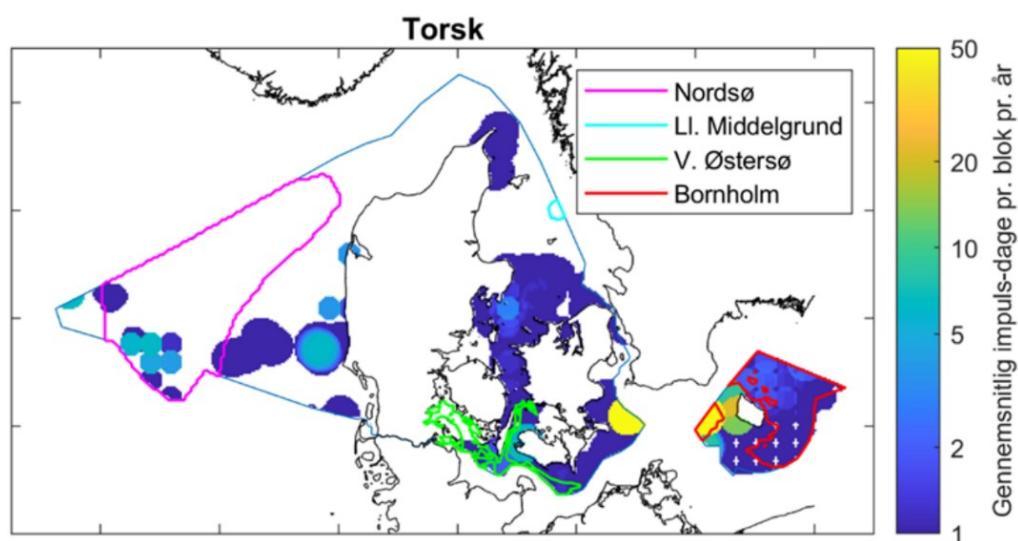 Torsk
Nordsø
Ll. Middelgrund
V. Østersø
Bornholm
50
20
10
5
2
1
Gennemsnitlig impuls-dage pr. blok pr. år